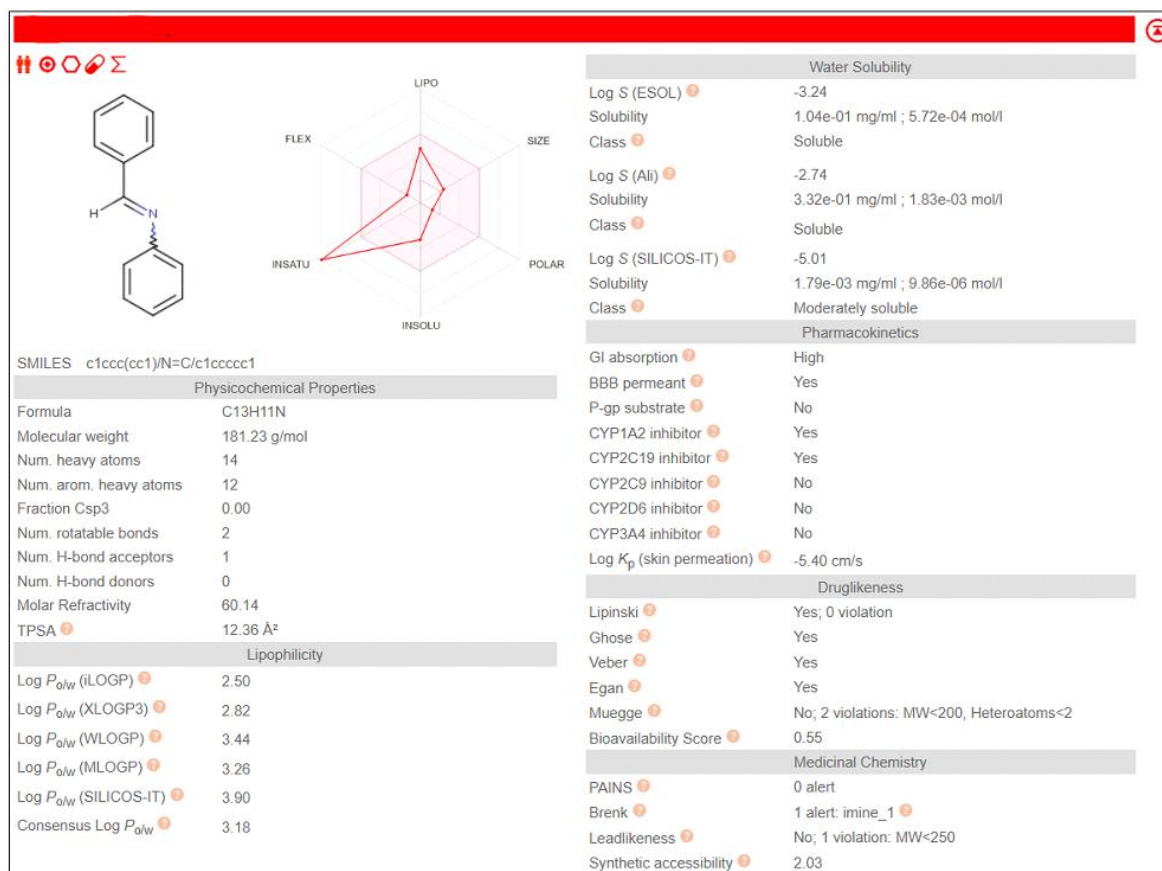 LIPO
FLEX
SIZE
H
N
INSATU
POLAR
INSOLU
SMILES c1ccc(cc1)/N=C/c1ccccc1
Physicochemical Properties
Formula C13H11N
Molecular weight 181.23 g/mol
Num. heavy atoms 14
Num. arom. heavy atoms 12
Fraction Csp3 0.00
Num. rotatable bonds 2
Num. H-bond acceptors 1
Num. H-bond donors 0
Molar Refractivity 60.14
TPSA ? 12.36 Å²
Lipophilicity
Log Po/w (iLOGP) ? 2.50
Log Po/w (XLOGP3) ? 2.82
Log Po/w (WLOGP) ? 3.44
Log Po/w (MLOGP) ? 3.26
Log Po/w (SILICOS-IT) ? 3.90
Consensus Log Po/w ? 3.18
Water Solubility
Log S (ESOL) ? -3.24
Solubility 1.04e-01 mg/ml ; 5.72e-04 mol/l
Class ? Soluble
Log S (Ali) ? -2.74
Solubility 3.32e-01 mg/ml ; 1.83e-03 mol/l
Class ? Soluble
Log S (SILICOS-IT) ? -5.01
Solubility 1.79e-03 mg/ml ; 9.86e-06 mol/l
Class ? Moderately soluble
Pharmacokinetics
GI absorption ? High
BBB permeant ? Yes
P-gp substrate ? No
CYP1A2 inhibitor ? Yes
CYP2C19 inhibitor ? Yes
CYP2C9 inhibitor ? No
CYP2D6 inhibitor ? No
CYP3A4 inhibitor ? No
Log Kp (skin permeation) ? -5.40 cm/s
Druglikeness
Lipinski ? Yes; 0 violation
Ghose ? Yes
Veber ? Yes
Egan ? Yes
Muegge ? No; 2 violations: MW<200, Heteroatoms<2
Bioavailability Score ? 0.55
Medicinal Chemistry
PAINS ? 0 alert
Brenk ? 1 alert: imine_1 ?
Leadlikeness ? No; 1 violation: MW<250
Synthetic accessibility ? 2.03